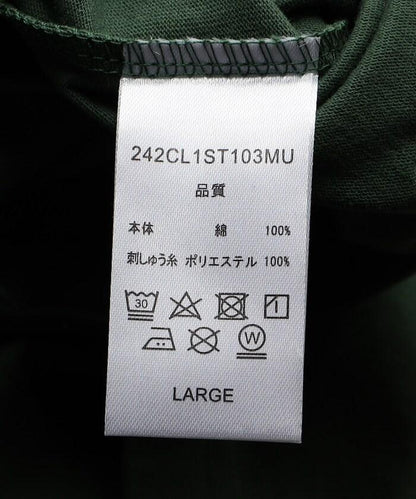 242CL1ST103MU
品質
本体 綿 100%
刺しゅう糸 ポリエステル 100%
30
W
LARGE